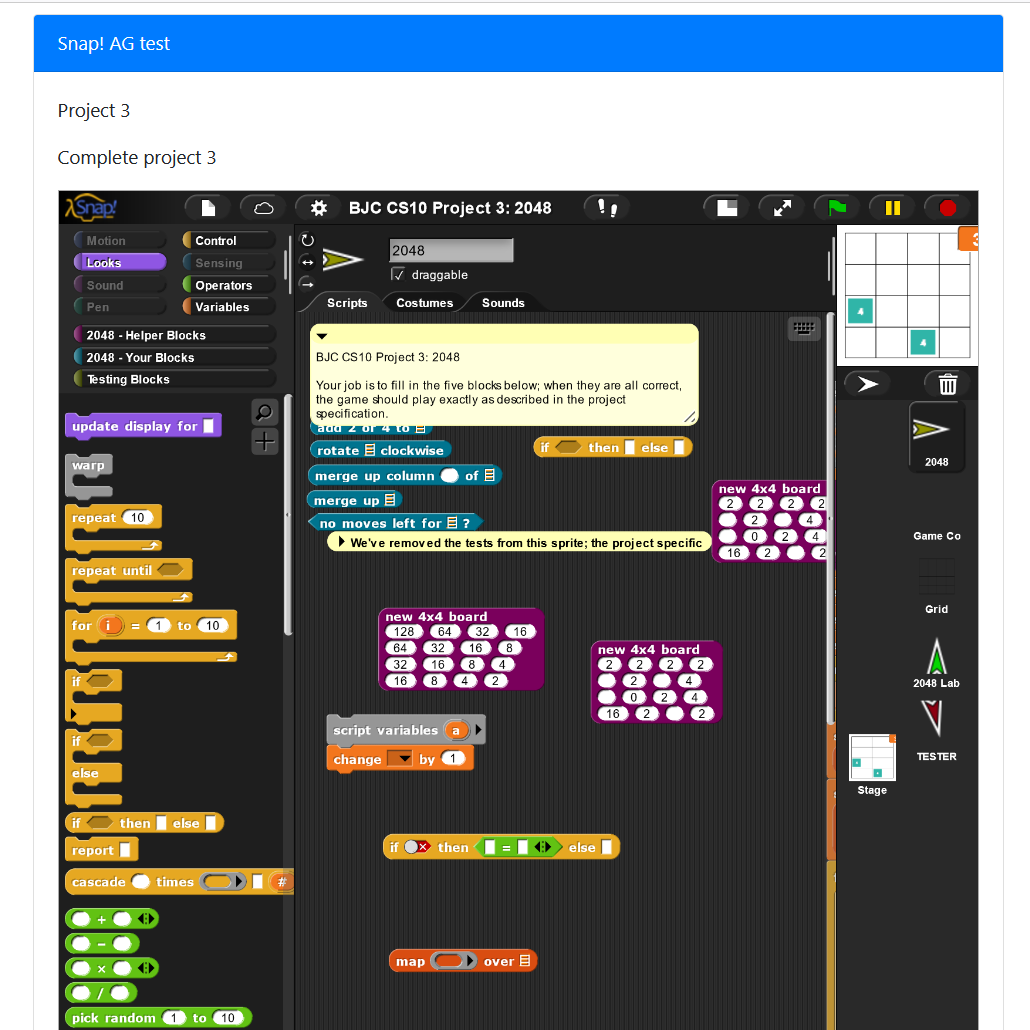 Snap! AG test
Project 3
Complete project 3
Snap!
BJC CS10 Project 3: 2048
Motion
Control
Looks
Sensing
Sound
Operators
Pen
Variables
2048 - Helper Blocks
2048 - Your Blocks
Testing Blocks
update display for
warp
repeat 10
repeat until
for i = 1 to 10
if
if
else
if then else
report
cascade times #
+
-
×
/
pick random 1 to 10
2048
draggable
Scripts Costumes Sounds
BJC CS10 Project 3: 2048
Your job is to fill in the five blocks below; when they are all correct,
the game should play exactly as described in the project
specification.
add 2 or 4 to
rotate clockwise
if then else
merge up column of
merge up
no moves left for ?
We've removed the tests from this sprite; the project specific
new 4x4 board
2 2 2 2
2 4
0 2 4
16 2 2
new 4x4 board
128 64 32 16
64 32 16 8
32 16 8 4
16 8 4 2
new 4x4 board
2 2 2 2
2 4
0 2 4
16 2 2
script variables a
change by 1
if then = else
map over
3
4
4
2048
Game Co
Grid
2048 Lab
TESTER
Stage